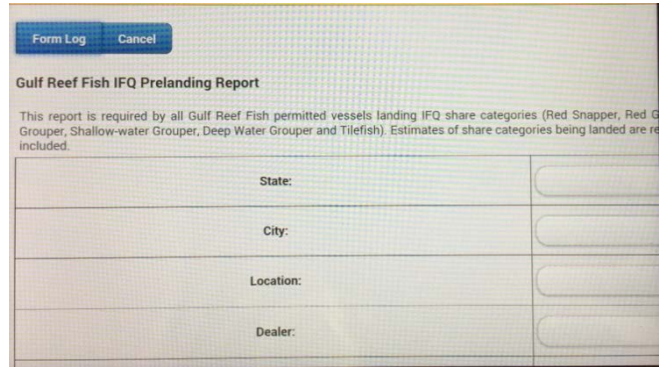 Form Log Cancel
Gulf Reef Fish IFQ Prelanding Report
This report is required by all Gulf Reef Fish permitted vessels landing IFQ share categories (Red Snapper, Red
Grouper, Shallow-water Grouper, Deep Water Grouper and Tilefish). Estimates of share categories being landed are
included.
State:
City:
Location:
Dealer: